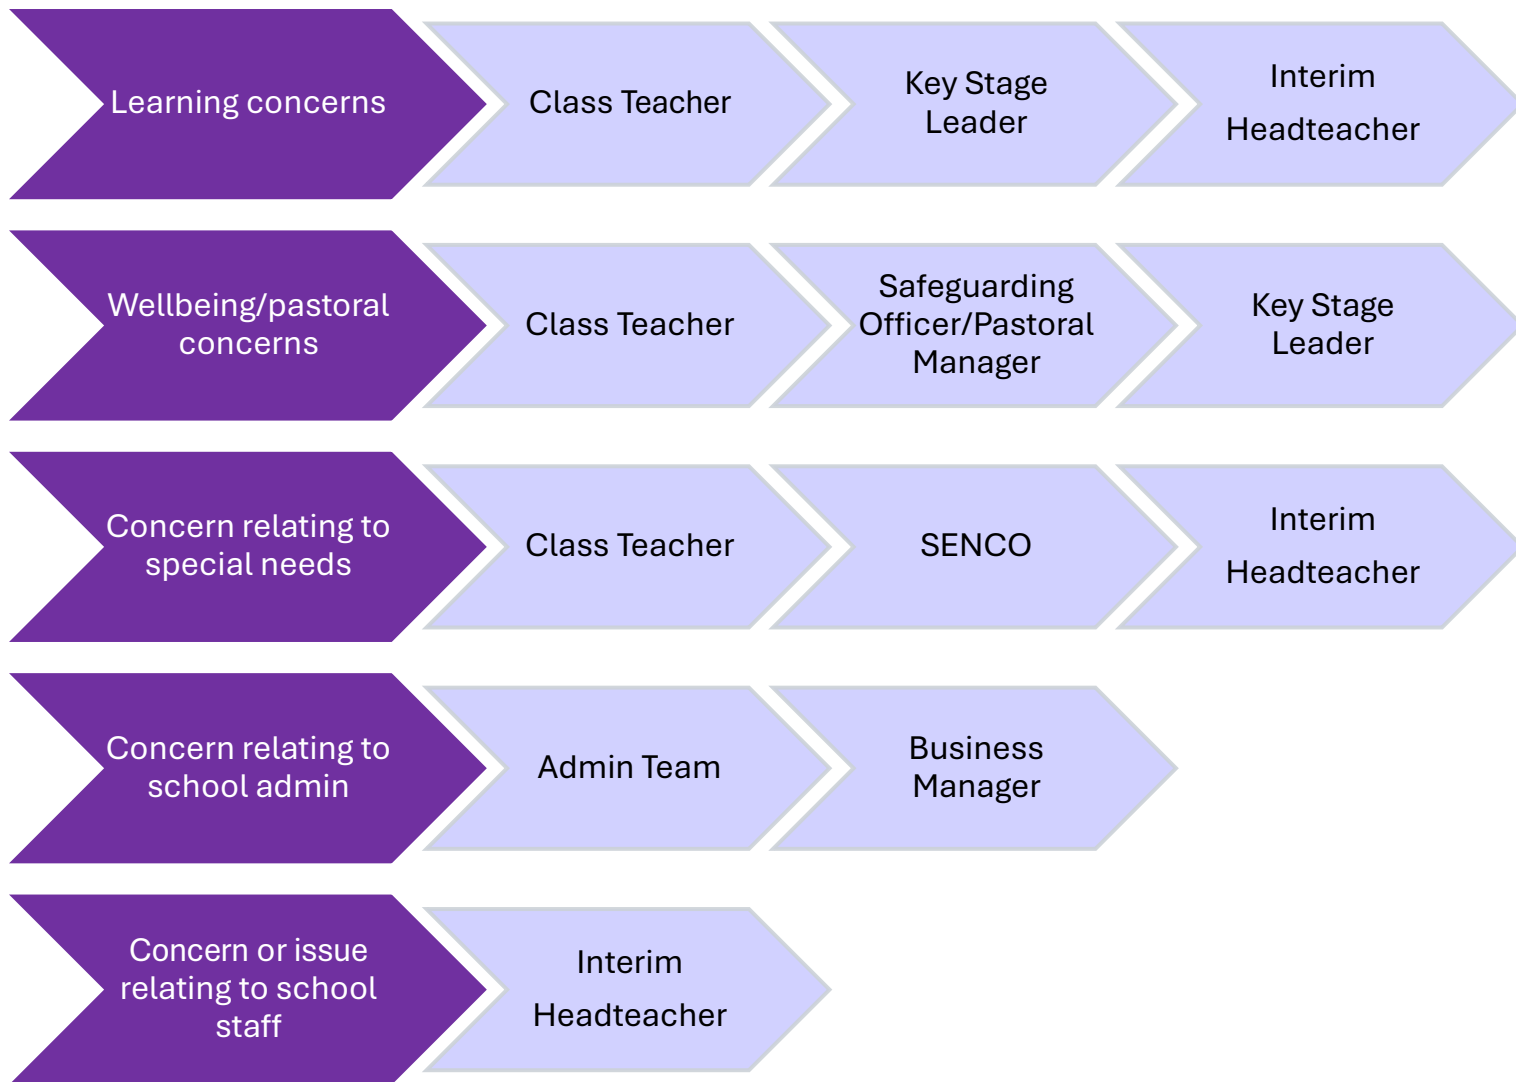 Learning concerns
Class Teacher
Key Stage
Leader
Interim
Headteacher
Wellbeing/pastoral
concerns
Class Teacher
Safeguarding
Officer/Pastoral
Manager
Key Stage
Leader
Concern relating to
special needs
Class Teacher
SENCO
Interim
Headteacher
Concern relating to
school admin
Admin Team
Business
Manager
Concern or issue
relating to school
staff
Interim
Headteacher